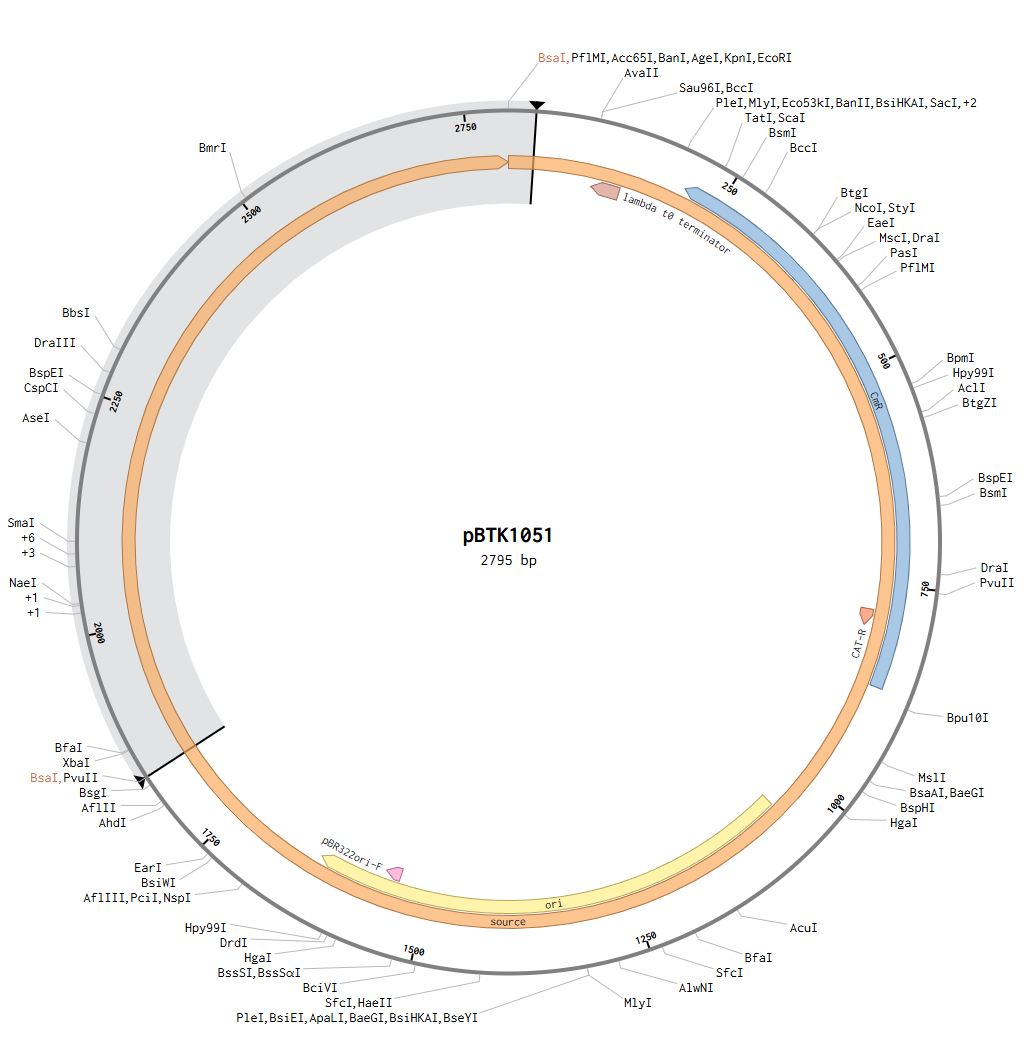 BsaI,PflMI,Acc65I,BanI,AgeI,KpnI,EcoRI
AvaII
Sau96I,BccI
PleI,MlyI,Eco53kI,BanII,BsiHKAI,SacI,+2
TatI,ScaI
BsmI
BccI
BtgI
NcoI,StyI
EaeI
MscI,DraI
PasI
PflMI
BpmI
Hpy99I
AclI
BtgZI
BspEI
BsmI
DraI
PvuII
Bpu10I
MslI
BsaAI,BaeGI
BspHI
HgaI
AcuI
BfaI
SfcI
AlwNI
MlyI
PleI,BsiEI,ApaLI,BaeGI,BsiHKAI,BseYI
SfcI,HaeII
BciVI
BssSI,BssSαI
HgaI
DrdI
Hpy99I
AflIII,PciI,NspI
BsiWI
EarI
AhdI
AflII
BsgI
BsaI,PvuII
XbaI
BfaI
+1
+1
NaeI
+3
+6
SmaI
AseI
CspCI
BspEI
DraIII
BbsI
BmrI
250
500
750
1000
1250
1500
1750
2000
2250
2500
2750
lambda t0 terminator
CmR
CAT-R
ori
source
pBR322ori-F
pBTK1051
2795 bp